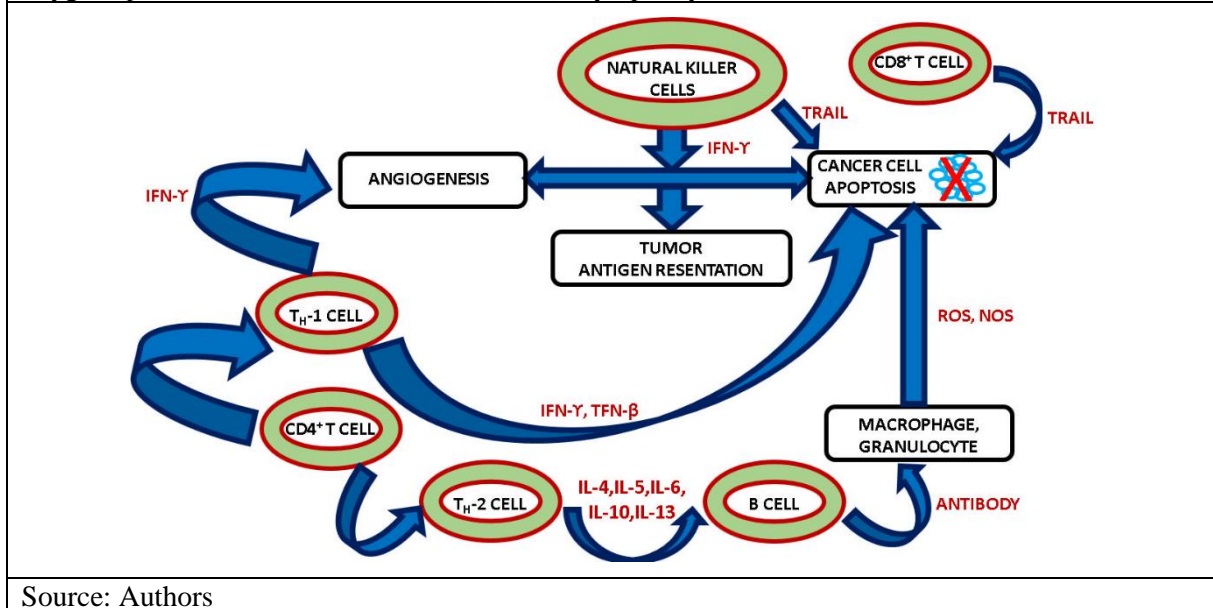 NATURAL KILLER
CELLS
CD8+ T CELL
TRAIL
TRAIL
IFN-ϒ
IFN-ϒ
ANGIOGENESIS
CANCER CELL
APOPTOSIS
TUMOR
ANTIGEN RESENTATION
TH-1 CELL
ROS, NOS
IFN-ϒ, TFN-β
CD4+ T CELL
MACROPHAGE,
GRANULOCYTE
TH-2 CELL
IL-4,IL-5,IL-6,
IL-10,IL-13
B CELL
ANTIBODY
Source: Authors